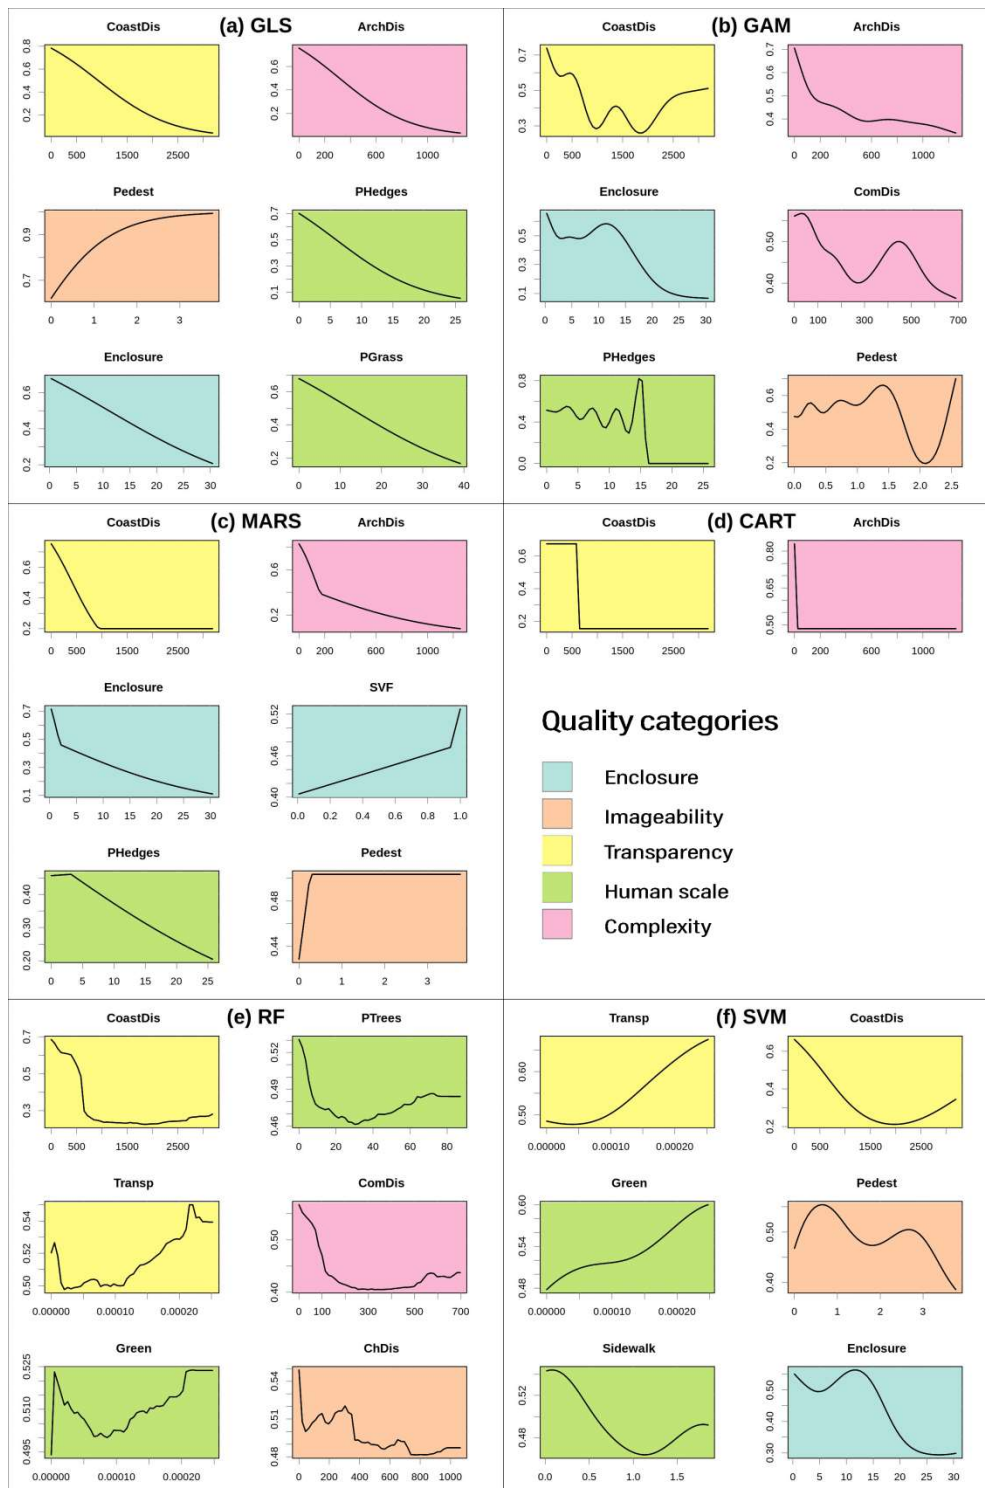 (a) GLS
CoastDis
0.2 0.4 0.6 0.8
0 500 1500 2500
ArchDis
0.2 0.4 0.6
0 200 600 1000
Pedest
0.7 0.9
0 1 2 3
PHedges
0.1 0.3 0.5 0.7
0 5 10 15 20 25
Enclosure
0.2 0.4 0.6
0 5 10 15 20 25 30
PGrass
0.2 0.4 0.6
0 10 20 30 40
(b) GAM
CoastDis
0.3 0.5 0.7
0 500 1500 2500
ArchDis
0.4 0.5 0.6 0.7
0 200 600 1000
Enclosure
0.1 0.3 0.5
0 5 10 15 20 25 30
ComDis
0.40 0.50
0 100 300 500 700
PHedges
0.0 0.4 0.8
0 5 10 15 20 25
Pedest
0.2 0.4 0.6
0.0 0.5 1.0 1.5 2.0 2.5
(c) MARS
CoastDis
0.2 0.4 0.6
0 500 1500 2500
ArchDis
0.2 0.6
0 200 600 1000
Enclosure
0.1 0.3 0.5 0.7
0 5 10 15 20 25 30
SVF
0.40 0.46 0.52
0.0 0.2 0.4 0.6 0.8 1.0
PHedges
0.20 0.30 0.40
0 5 10 15 20 25
Pedest
0.44 0.48
0 1 2 3
(d) CART
CoastDis
0.2 0.4 0.6
0 500 1500 2500
ArchDis
0.50 0.65 0.80
0 200 600 1000
Quality categories
Enclosure
Imageability
Transparency
Human scale
Complexity
(e) RF
CoastDis
0.3 0.5 0.7
0 500 1500 2500
PTrees
0.46 0.49 0.52
0 20 40 60 80
Transp
0.50 0.52 0.54
0.00000 0.00010 0.00020
ComDis
0.40 0.50
0 100 300 500 700
Green
0.495 0.510 0.525
0.00000 0.00010 0.00020
ChDis
0.48 0.51 0.54
0 200 400 600 800 1000
(f) SVM
Transp
0.50 0.60
0.00000 0.00010 0.00020
CoastDis
0.2 0.4 0.6
0 500 1500 2500
Green
0.48 0.54 0.60
0.00000 0.00010 0.00020
Pedest
0.40 0.50
0 1 2 3
Sidewalk
0.48 0.52
0.0 0.5 1.0 1.5
Enclosure
0.30 0.40 0.50
0 5 10 15 20 25 30